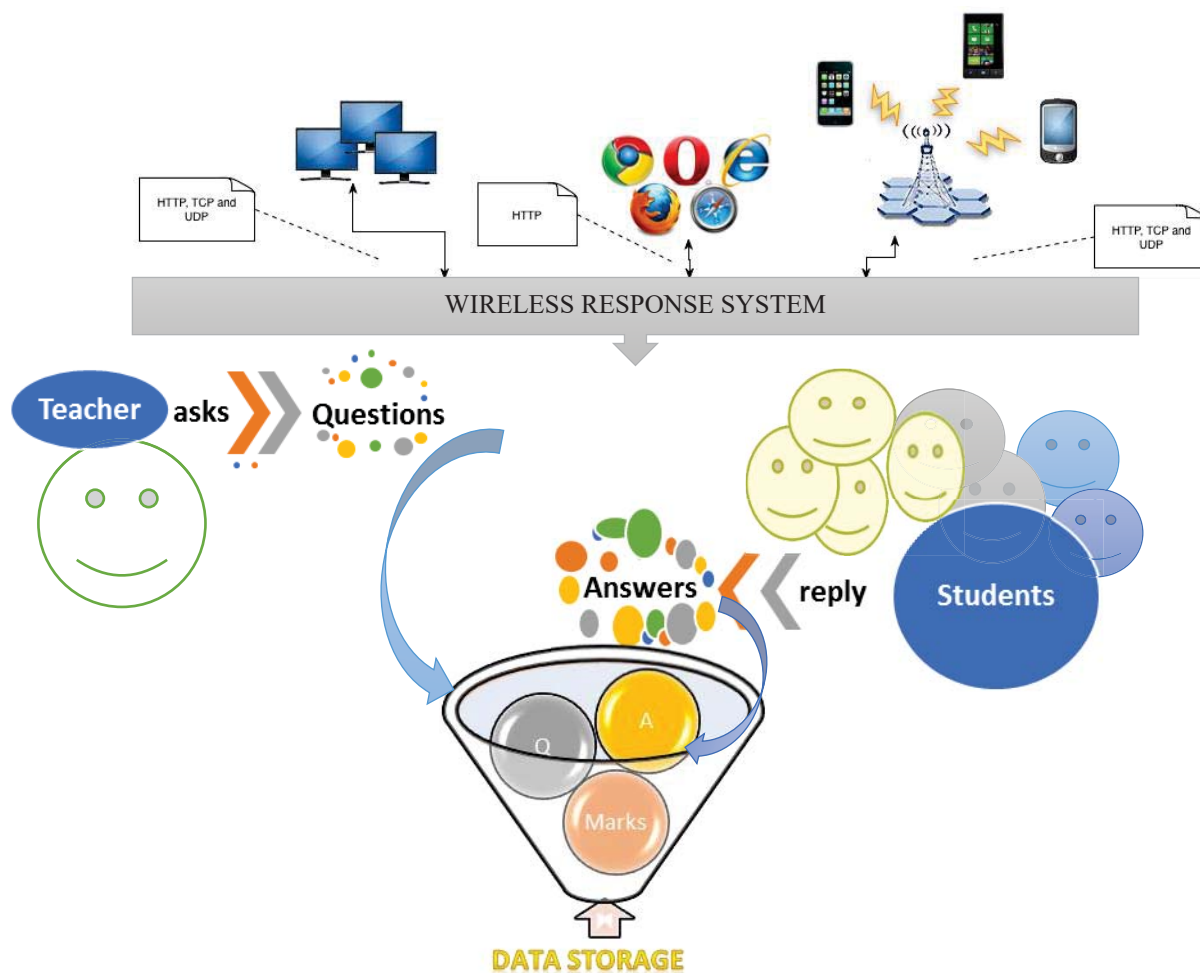 HTTP, TCP and
UDP
HTTP
HTTP, TCP and
UDP
WIRELESS RESPONSE SYSTEM
Teacher
asks
Questions
Answers
reply
Students
Q
A
Marks
DATA STORAGE